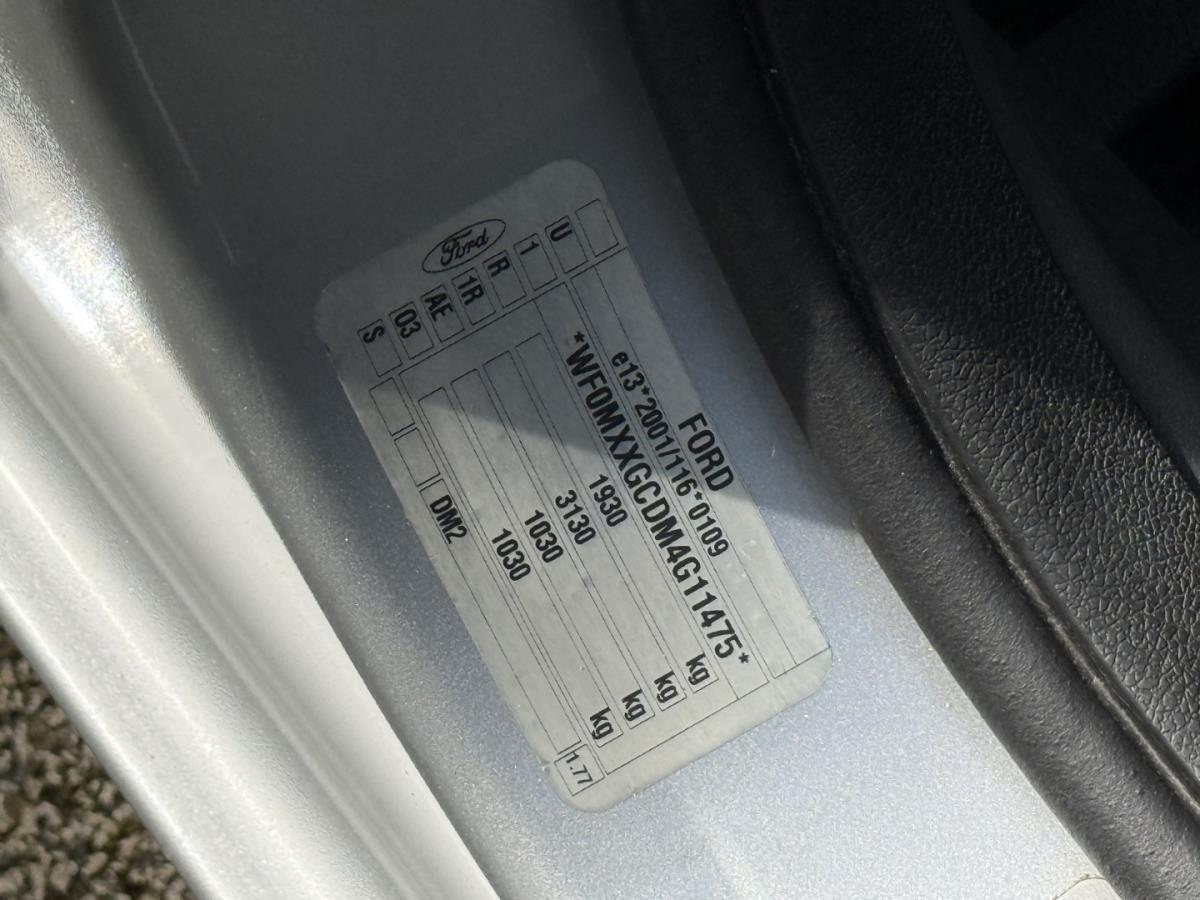 FORD
e13*2001/116*0109
*WF0MXXGCDM4G11475*
1930 kg
3130 kg
1030 kg
1030 kg
DM2
1.77
Ford
U
1
R
1R
AE
03
S